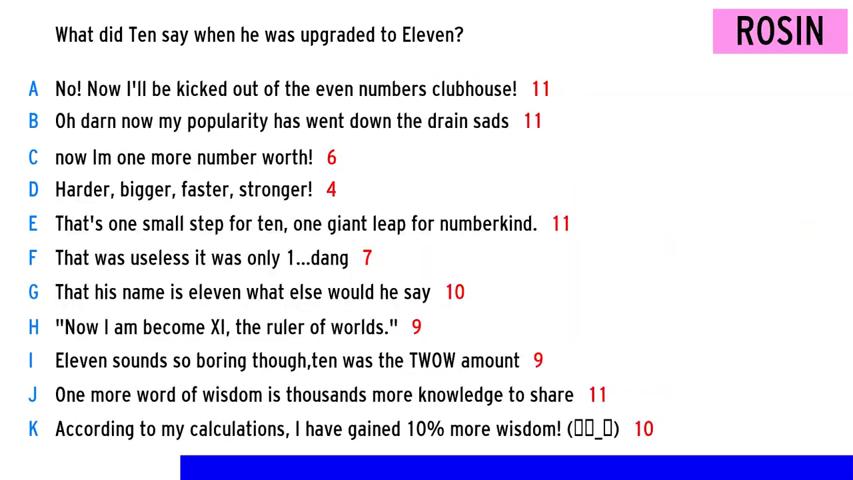 What did Ten say when he was upgraded to Eleven?
ROSIN
A No! Now I'll be kicked out of the even numbers clubhouse! 11
B Oh darn now my popularity has went down the drain sads 11
C now Im one more number worth! 6
D Harder, bigger, faster, stronger! 4
E That's one small step for ten, one giant leap for numberkind. 11
F That was useless it was only 1...dang 7
G That his name is eleven what else would he say 10
H "Now I am become XI, the ruler of worlds." 9
I Eleven sounds so boring though,ten was the TWOW amount 9
J One more word of wisdom is thousands more knowledge to share 11
K According to my calculations, I have gained 10% more wisdom! (▯▯_▯) 10